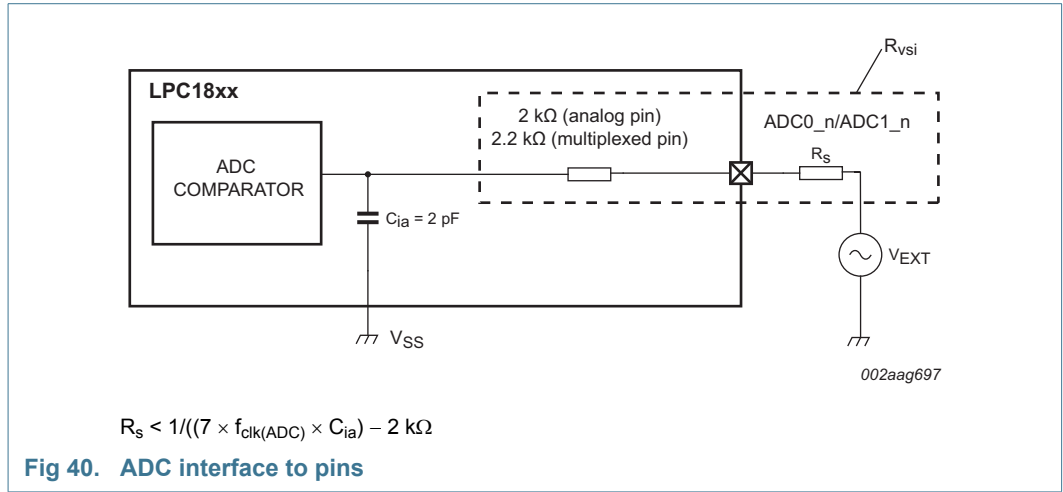 R_vsi
LPC18xx
2 kΩ (analog pin)
2.2 kΩ (multiplexed pin)
ADC0_n/ADC1_n
R_s
ADC
COMPARATOR
C_ia = 2 pF
V_EXT
V_SS
002aag697
R_s < 1/((7 × f_clk(ADC) × C_ia) − 2 kΩ
Fig 40. ADC interface to pins